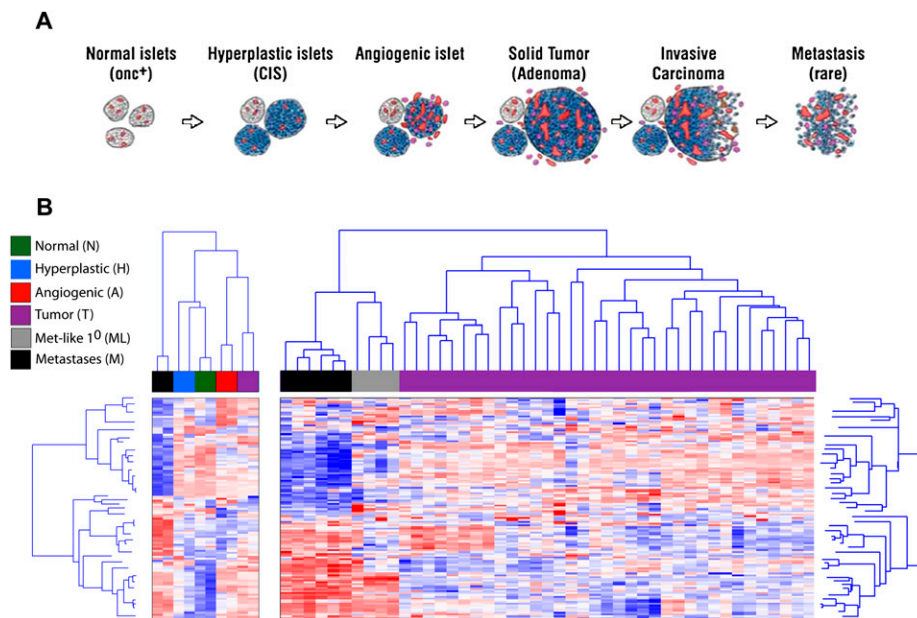 A
Normal islets
(onc+)
Hyperplastic islets
(CIS)
Angiogenic islet
Solid Tumor
(Adenoma)
Invasive
Carcinoma
Metastasis
(rare)
B
Normal (N)
Hyperplastic (H)
Angiogenic (A)
Tumor (T)
Met-like 1⁰ (ML)
Metastases (M)